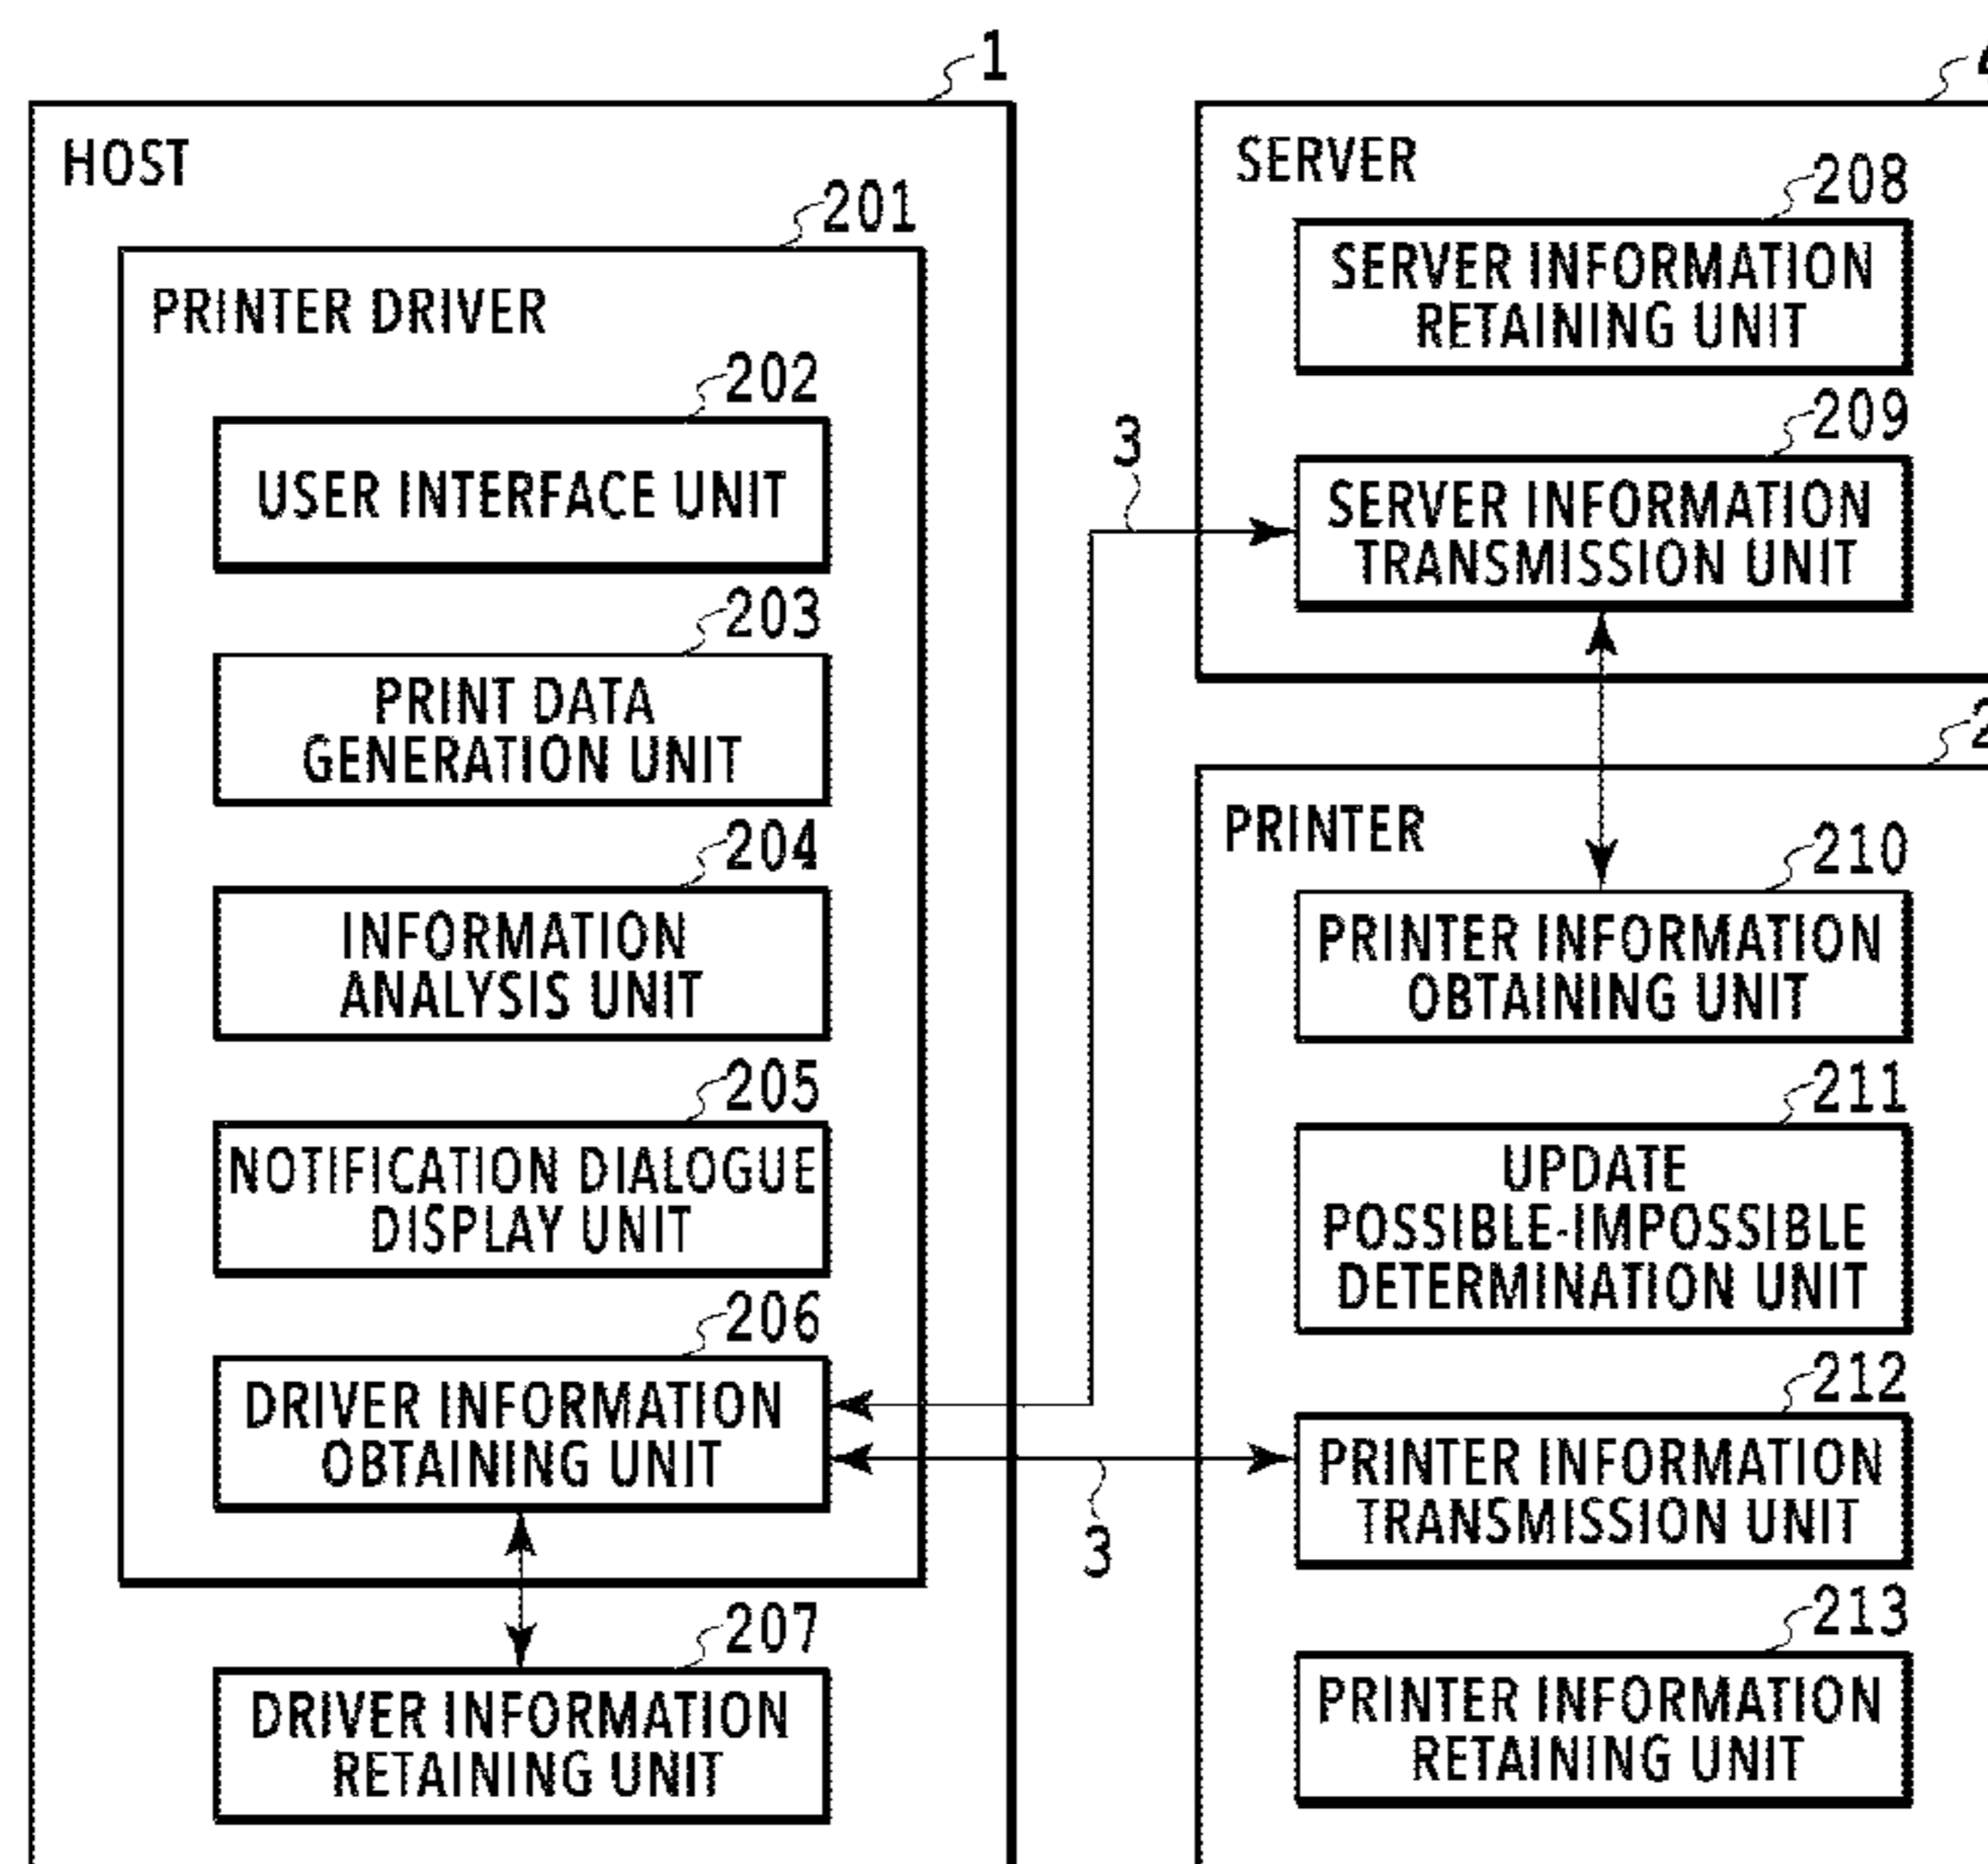 1
HOST
201
PRINTER DRIVER
202
USER INTERFACE UNIT
203
PRINT DATA
GENERATION UNIT
204
INFORMATION
ANALYSIS UNIT
205
NOTIFICATION DIALOGUE
DISPLAY UNIT
206
DRIVER INFORMATION
OBTAINING UNIT
207
DRIVER INFORMATION
RETAINING UNIT
3
3
SERVER
208
SERVER INFORMATION
RETAINING UNIT
209
SERVER INFORMATION
TRANSMISSION UNIT
2
PRINTER
210
PRINTER INFORMATION
OBTAINING UNIT
211
UPDATE
POSSIBLE-IMPOSSIBLE
DETERMINATION UNIT
212
PRINTER INFORMATION
TRANSMISSION UNIT
213
PRINTER INFORMATION
RETAINING UNIT